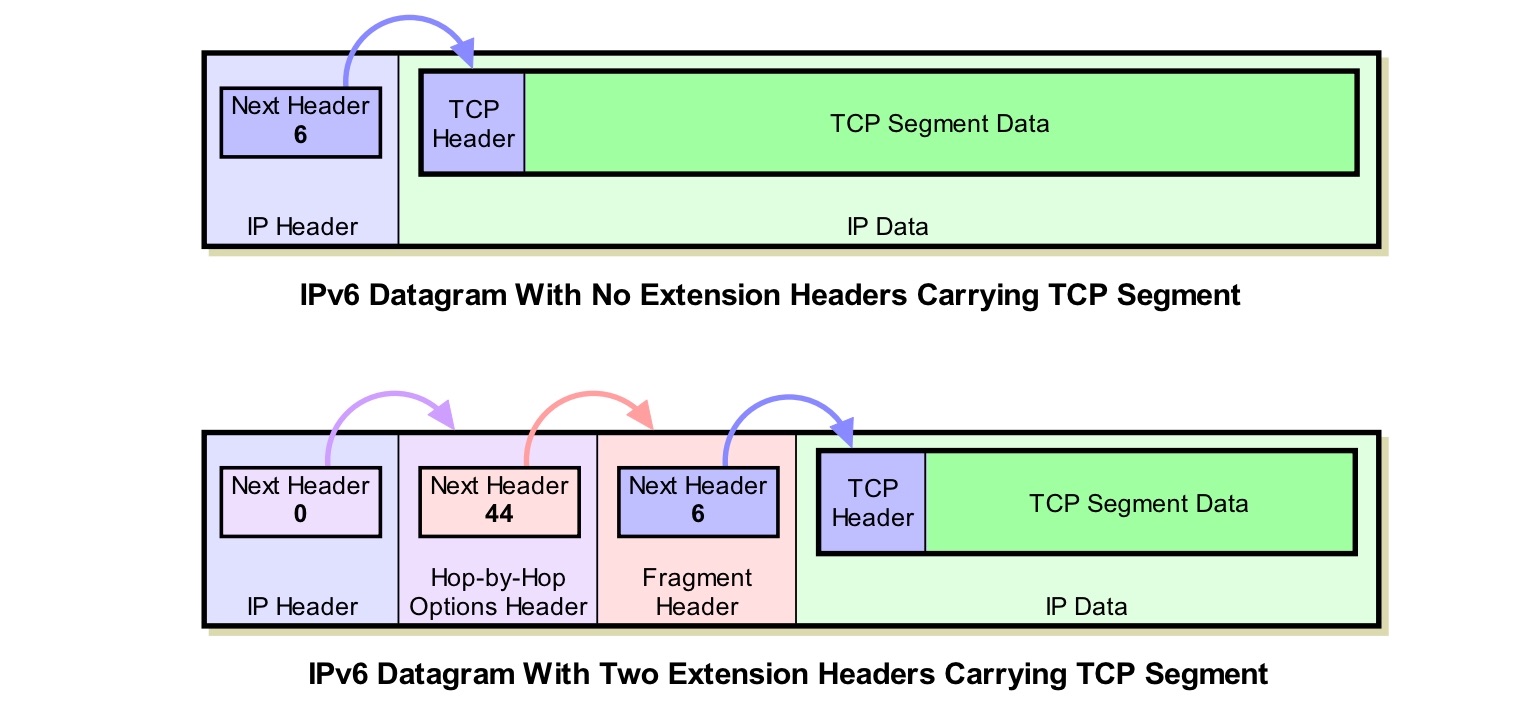 Next Header
6
IP Header
TCP
Header
TCP Segment Data
IP Data
IPv6 Datagram With No Extension Headers Carrying TCP Segment
Next Header
0
IP Header
Next Header
44
Hop-by-Hop
Options Header
Next Header
6
Fragment
Header
TCP
Header
TCP Segment Data
IP Data
IPv6 Datagram With Two Extension Headers Carrying TCP Segment